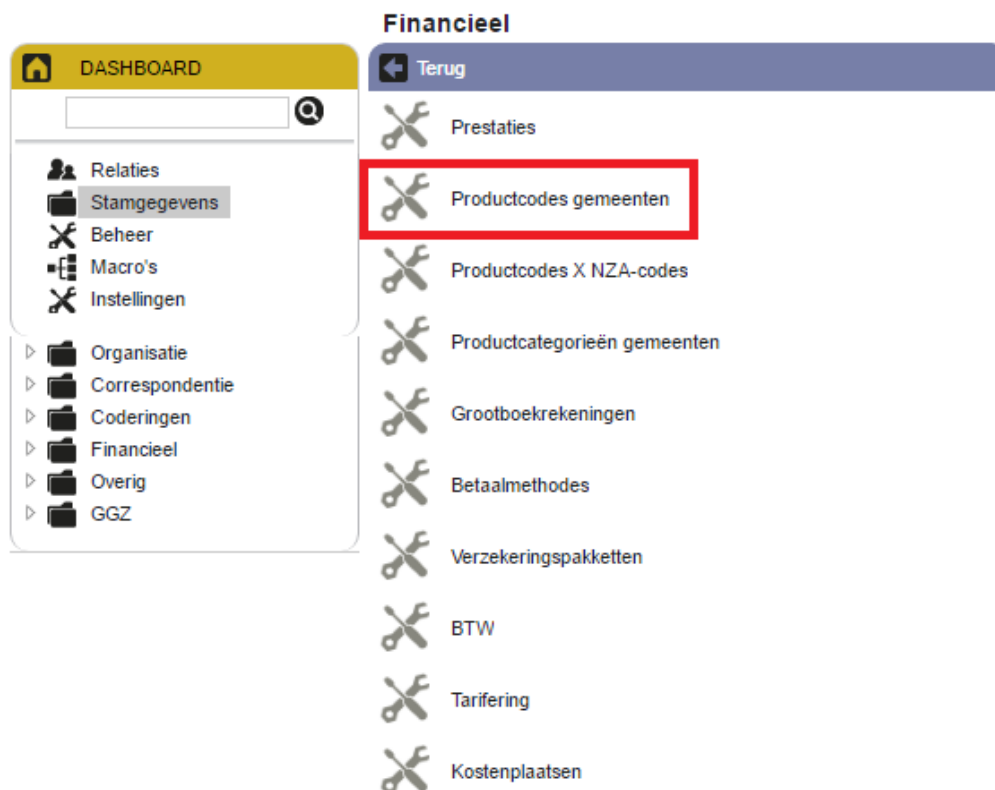 Financieel
DASHBOARD
Terug
Relaties
Stamgegevens
Beheer
Macro's
Instellingen
Organisatie
Correspondentie
Coderingen
Financieel
Overig
GGZ
Prestaties
Productcodes gemeenten
Productcodes X NZA-codes
Productcategorieën gemeenten
Grootboekrekeningen
Betaalmethodes
Verzekeringspakketten
BTW
Tarifering
Kostenplaatsen